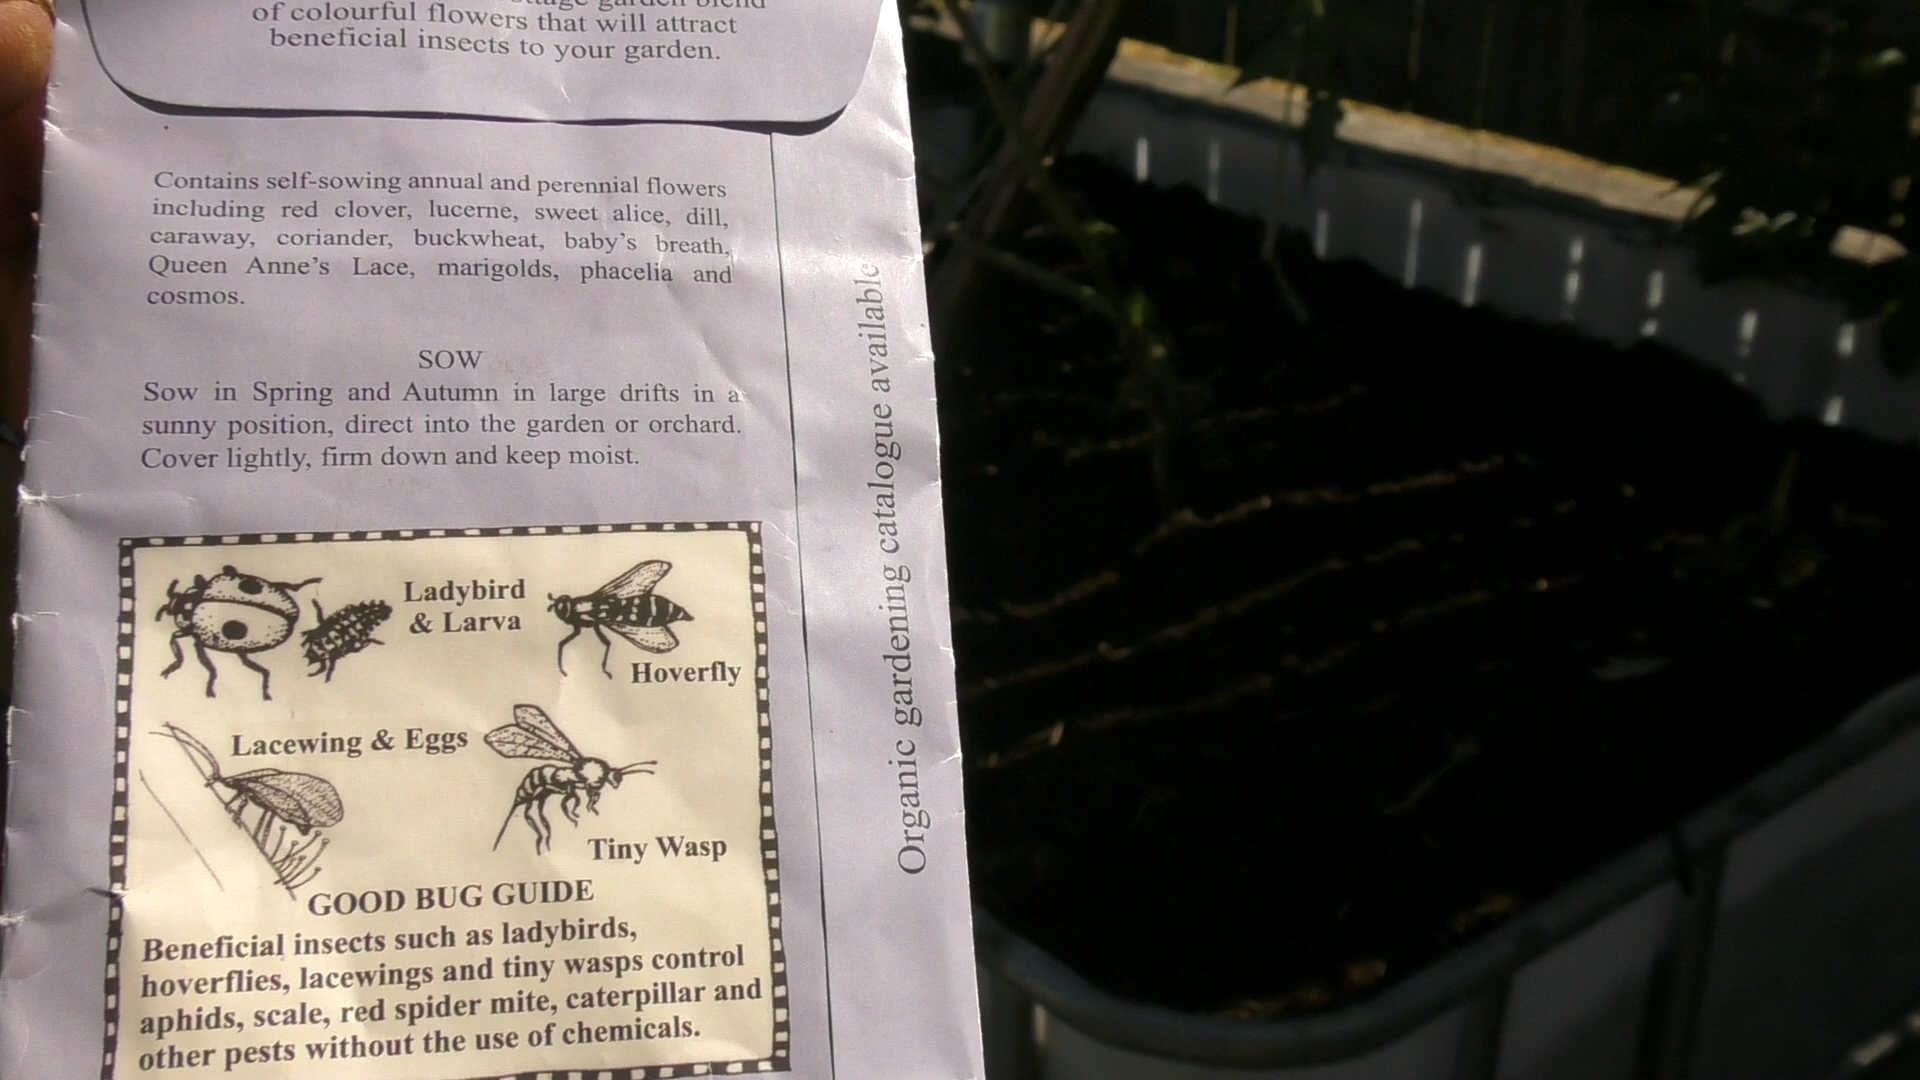 garden blend
of colourful flowers that will attract
beneficial insects to your garden.
Contains self-sowing annual and perennial flowers
including red clover, lucerne, sweet alice, dill,
caraway, coriander, buckwheat, baby's breath,
Queen Anne's Lace, marigolds, phacelia and
cosmos.
SOW
Sow in Spring and Autumn in large drifts in a
sunny position, direct into the garden or orchard.
Cover lightly, firm down and keep moist.
Ladybird
& Larva
Hoverfly
Lacewing & Eggs
Tiny Wasp
GOOD BUG GUIDE
Beneficial insects such as ladybirds,
hoverflies, lacewings and tiny wasps control
aphids, scale, red spider mite, caterpillar and
other pests without the use of chemicals.
Organic gardening catalogue available